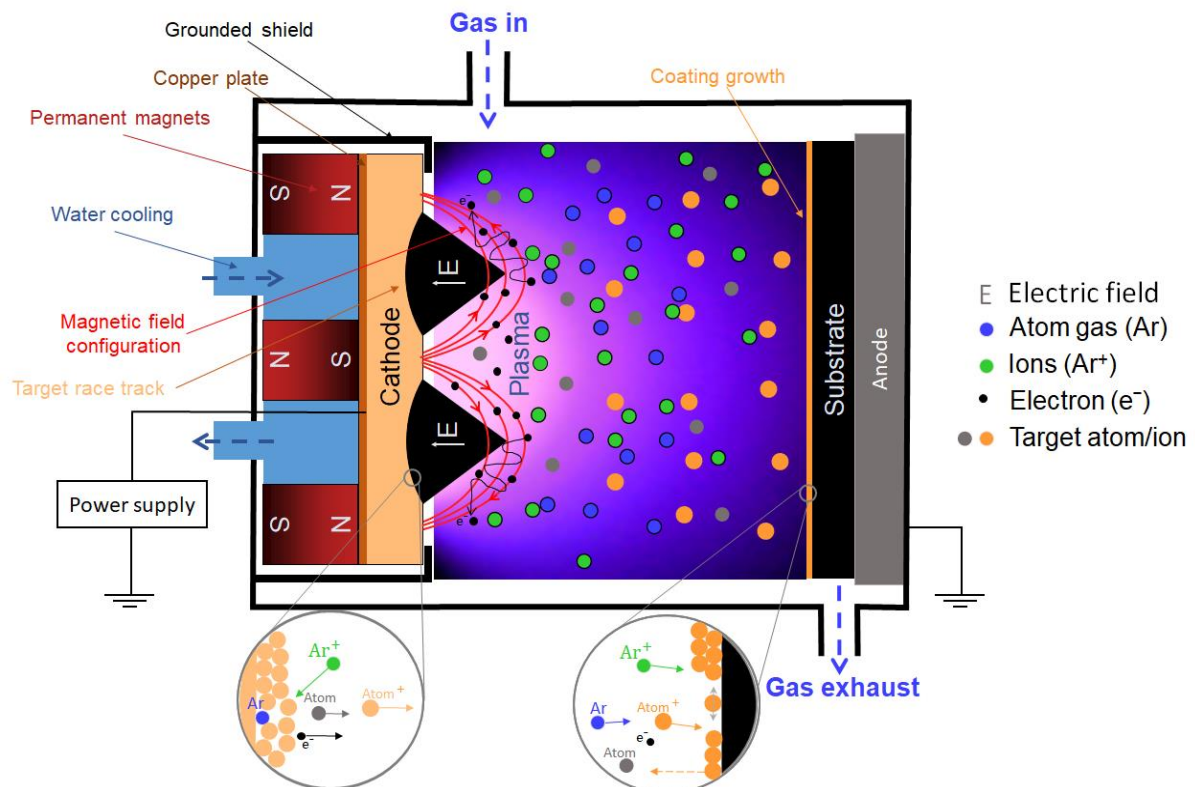 Gas in
Grounded shield
Copper plate
Permanent magnets
Water cooling
Magnetic field
configuration
Target race track
Coating growth
S
N
N
S
S
N
Cathode
E
E
e⁻
e⁻
Plasma
Substrate
Anode
Power supply
E Electric field
Atom gas (Ar)
Ions (Ar⁺)
Electron (e⁻)
Target atom/ion
Gas exhaust
Ar⁺
Ar
Atom
Atom⁺
e⁻
Ar⁺
Ar
Atom⁺
e⁻
Atom